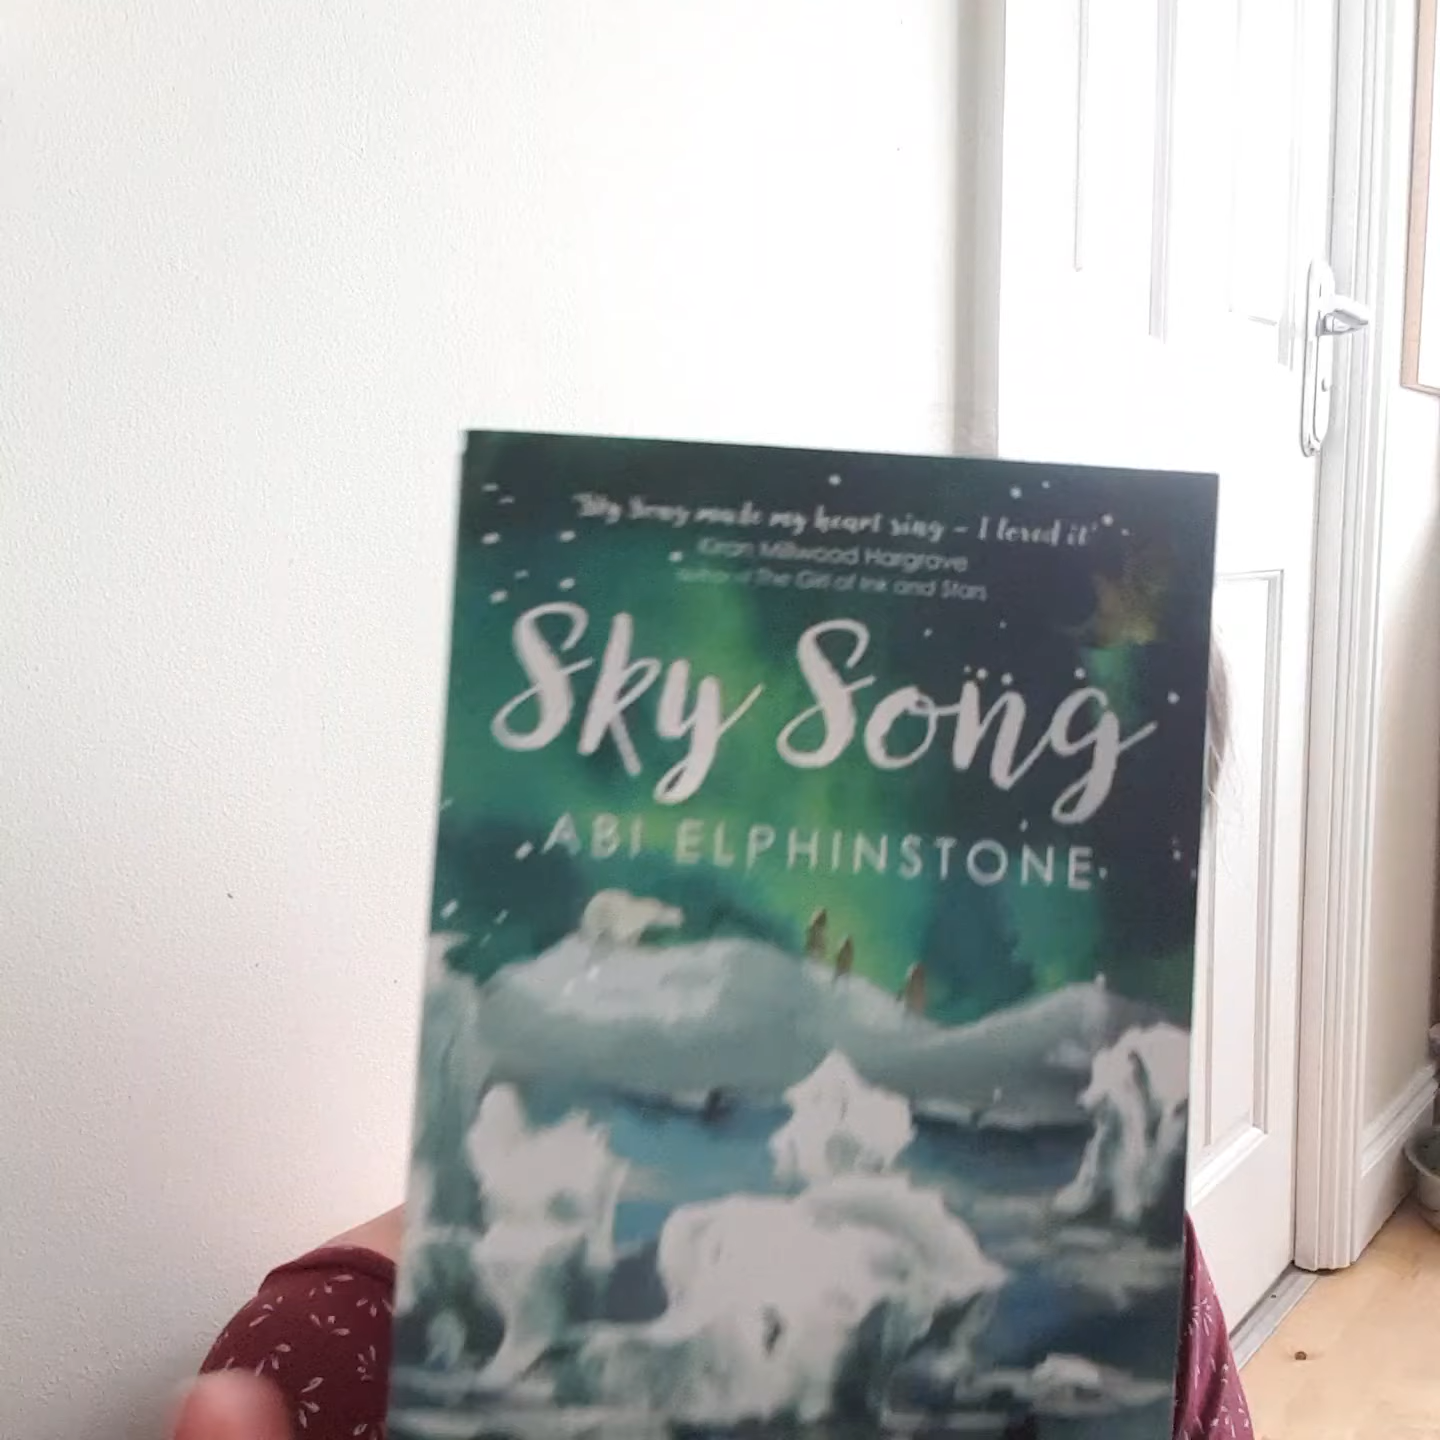 'Sky Song made my heart sing – I loved it'
Kiran Millwood Hargrave
author of The Girl of Ink and Stars
Sky Song
ABI ELPHINSTONE